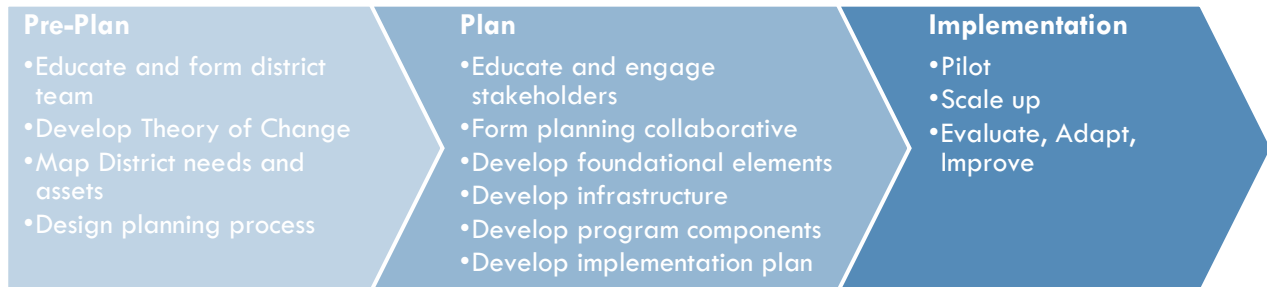 Pre-Plan
•Educate and form district
team
•Develop Theory of Change
•Map District needs and
assets
•Design planning process
Plan
•Educate and engage
stakeholders
•Form planning collaborative
•Develop foundational elements
•Develop infrastructure
•Develop program components
•Develop implementation plan
Implementation
•Pilot
•Scale up
•Evaluate, Adapt,
Improve